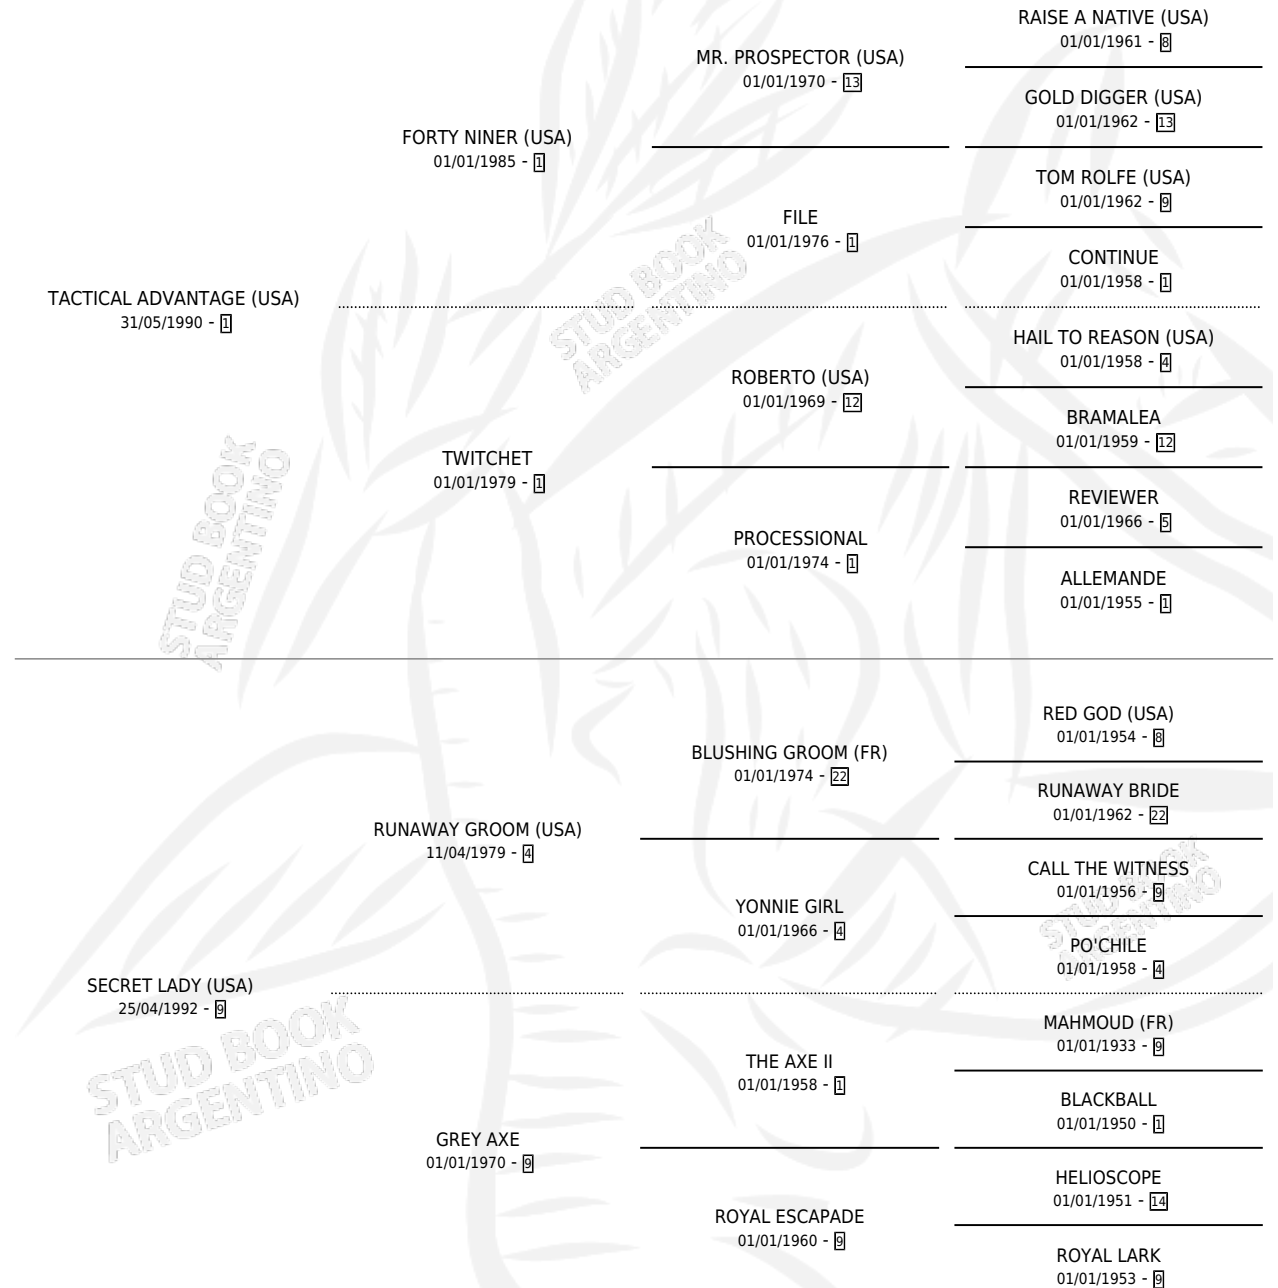 RAISE A NATIVE (USA)
01/01/1961 - 8
MR. PROSPECTOR (USA)
01/01/1970 - 13
GOLD DIGGER (USA)
01/01/1962 - 13
FORTY NINER (USA)
01/01/1985 - 1
TOM ROLFE (USA)
01/01/1962 - 9
FILE
01/01/1976 - 1
CONTINUE
01/01/1958 - 1
TACTICAL ADVANTAGE (USA)
31/05/1990 - 1
HAIL TO REASON (USA)
01/01/1958 - 4
ROBERTO (USA)
01/01/1969 - 12
BRAMALEA
01/01/1959 - 12
TWITCHET
01/01/1979 - 1
REVIEWER
01/01/1966 - 5
PROCESSIONAL
01/01/1974 - 1
ALLEMANDE
01/01/1955 - 1
STUD BOOK
ARGENTINO
STUD BOOK
ARGENTINO
RED GOD (USA)
01/01/1954 - 8
BLUSHING GROOM (FR)
01/01/1974 - 22
RUNAWAY BRIDE
01/01/1962 - 22
RUNAWAY GROOM (USA)
11/04/1979 - 4
CALL THE WITNESS
01/01/1956 - 9
YONNIE GIRL
01/01/1966 - 4
PO'CHILE
01/01/1958 - 4
STUD BOOK
ARGENTINO
SECRET LADY (USA)
25/04/1992 - 9
MAHMOUD (FR)
01/01/1933 - 9
THE AXE II
01/01/1958 - 1
BLACKBALL
01/01/1950 - 1
STUD BOOK
ARGENTINO
GREY AXE
01/01/1970 - 9
HELIOSCOPE
01/01/1951 - 14
ROYAL ESCAPADE
01/01/1960 - 9
ROYAL LARK
01/01/1953 - 9